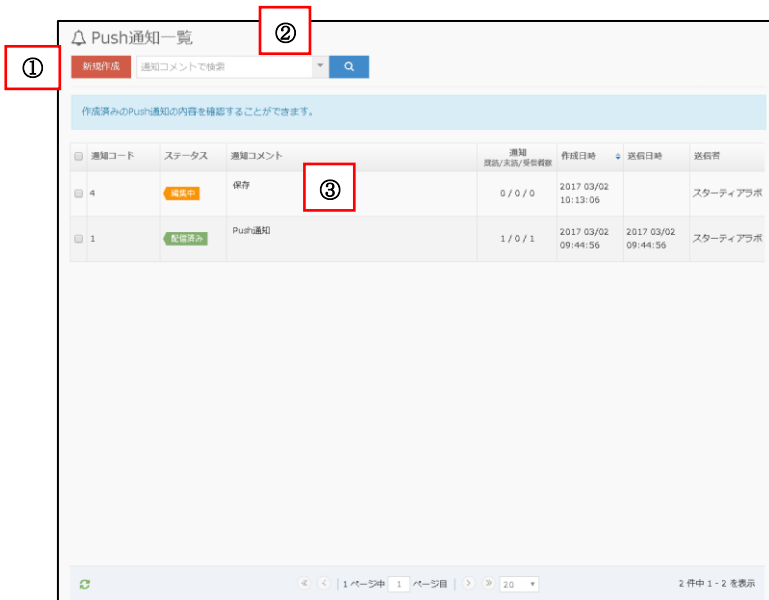 ②
Push通知一覧
①
新規作成 通知コメントで検索
作成済みのPush通知の内容を確認することができます。
通知コード ステータス 通知コメント 通知 作成日時 送信日時 送信者
既読/未読/受信者数
4 編集中 保存 ③ 0 / 0 / 0 2017 03/02 10:13:06 スターティアラボ
1 配信済み Push通知 1 / 0 / 1 2017 03/02 09:44:56 2017 03/02 09:44:56 スターティアラボ
1 ページ中 1 ページ目 20 2 件中 1 - 2 を表示